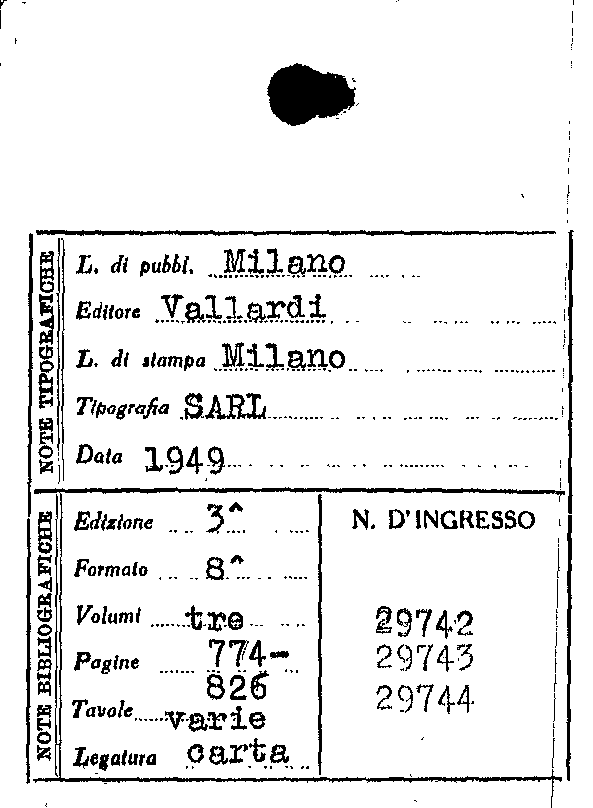 NOTE TIPOGRAFICHE
L. di pubbl. Milano
Editore Vallardi
L. di stampa Milano
Tipografia SARL
Data 1949
NOTE BIBLIOGRAFICHE
Edizione 3^
Formato 8^
Volumi tre
Pagine 774-
826
Tavole varie
Legatura carta
N. D'INGRESSO
29742
29743
29744